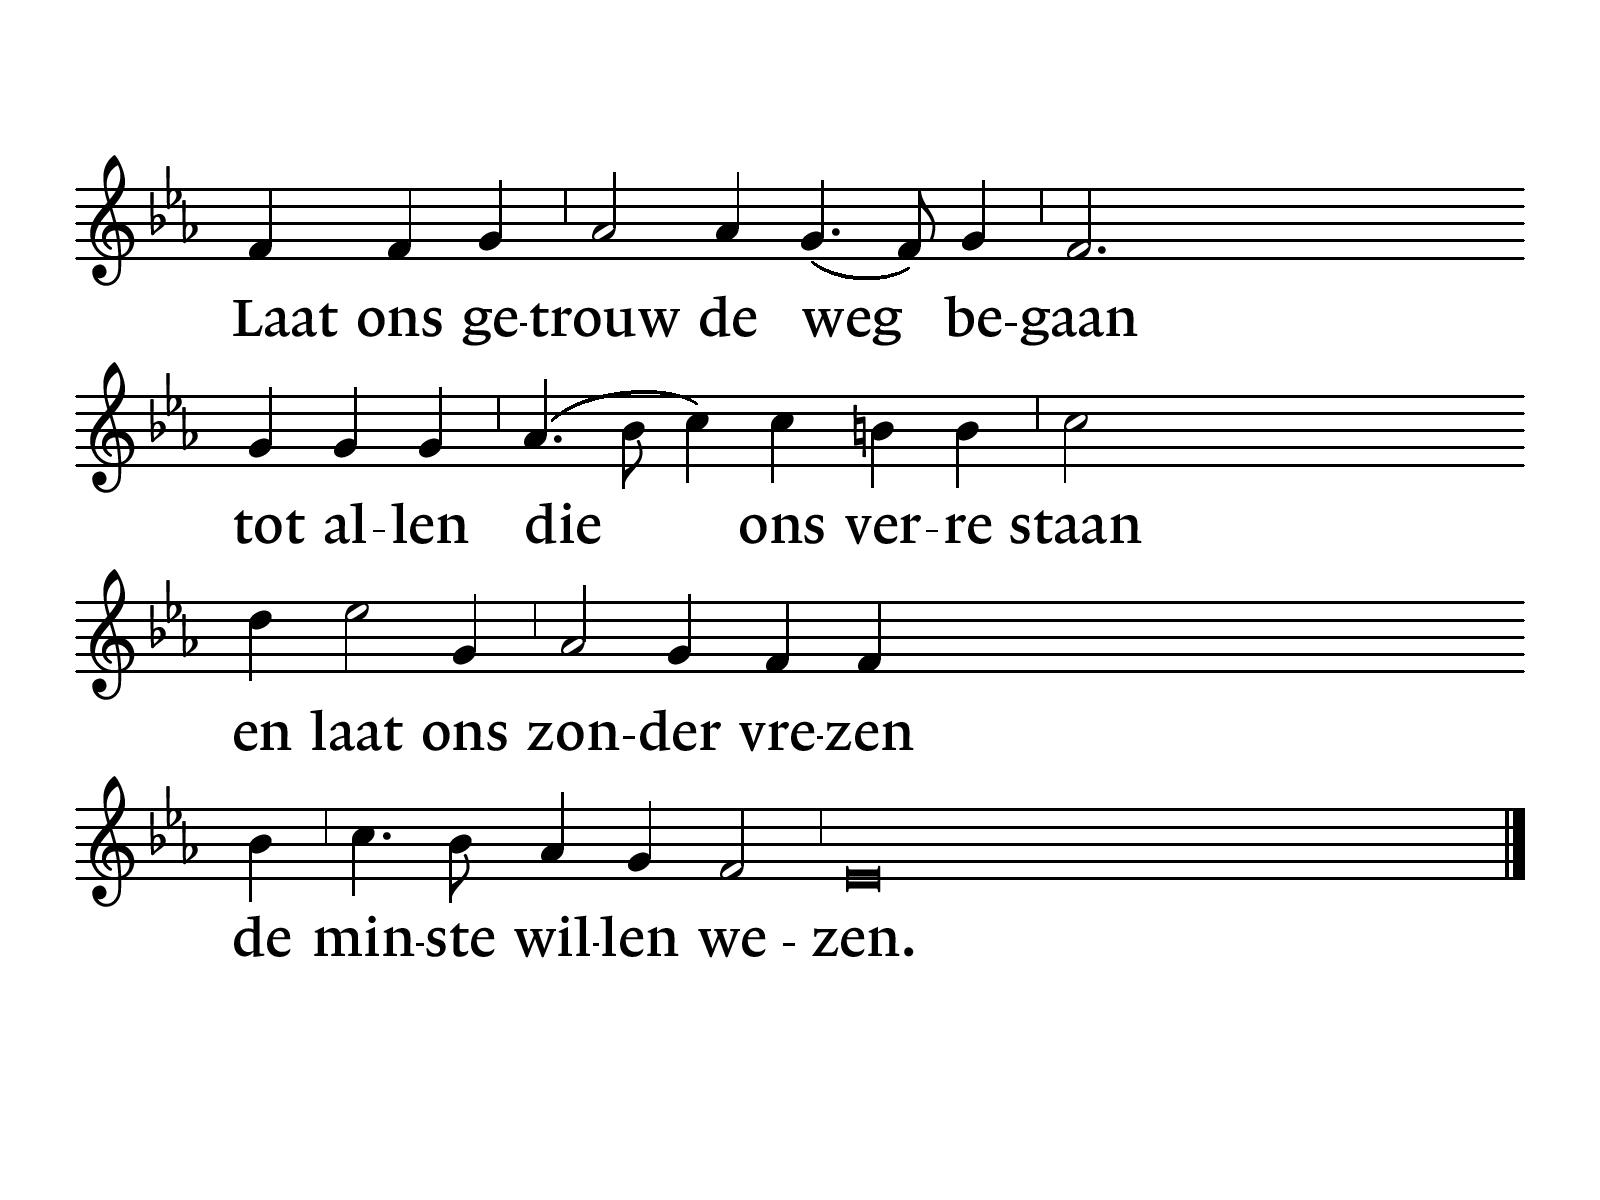 Laat ons ge-trouw de weg be-gaan
tot al-len die ons ver-re staan
en laat ons zon-der vre-zen
de min-ste wil-len we - zen.